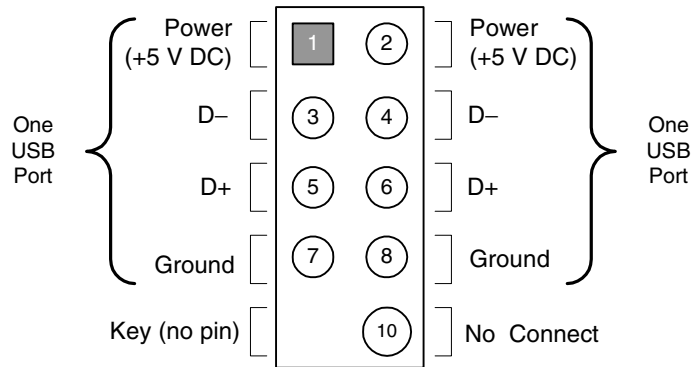 Power
(+5 V DC)
1
2
Power
(+5 V DC)
D–
3
4
D–
One
USB
Port
One
USB
Port
D+
5
6
D+
Ground
7
8
Ground
Key (no pin)
10
No Connect